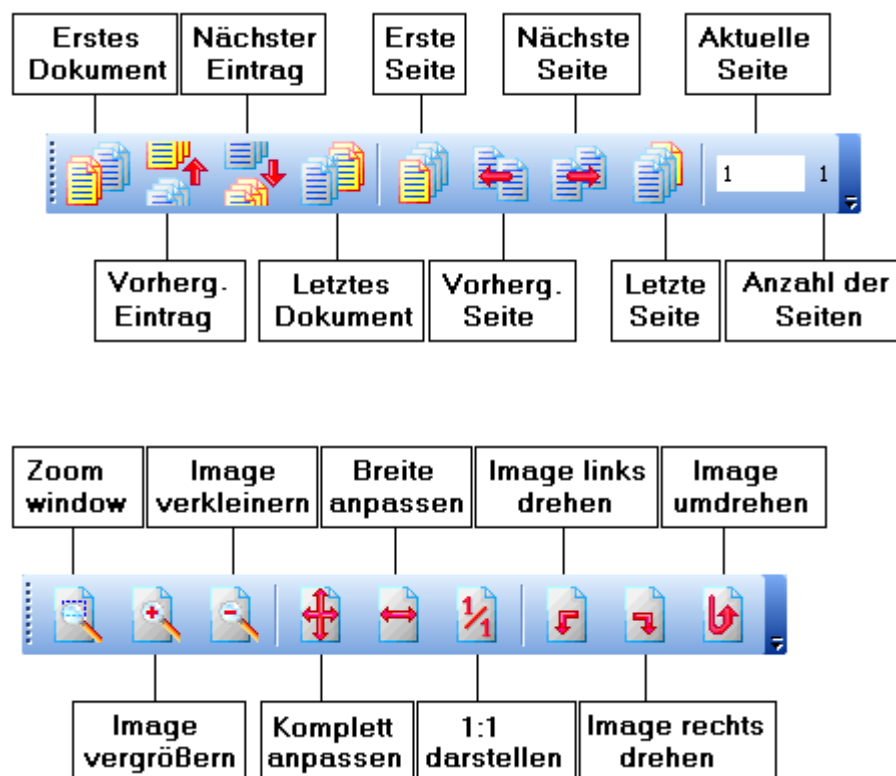 Erstes
Dokument
Nächster
Eintrag
Erste
Seite
Nächste
Seite
Aktuelle
Seite
1
1
Vorherg.
Eintrag
Letztes
Dokument
Vorherg.
Seite
Letzte
Seite
Anzahl der
Seiten
Zoom
window
Image
verkleinern
Breite
anpassen
Image links
drehen
Image
umdrehen
1/1
Image
vergrößern
Komplett
anpassen
1:1
darstellen
Image rechts
drehen